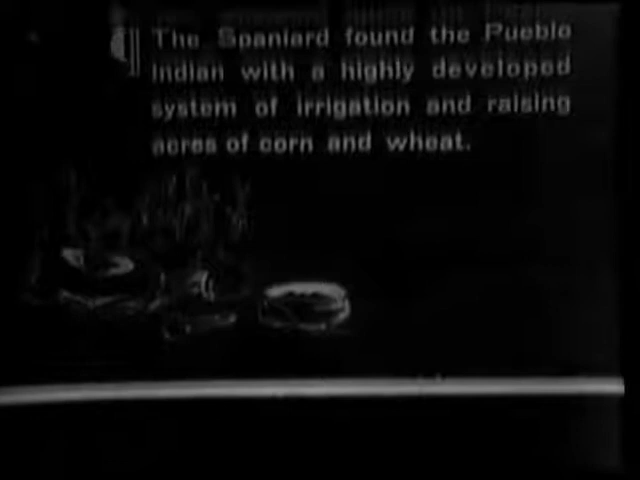 ¶ The Spaniard found the Pueblo
Indian with a highly developed
system of irrigation and raising
acres of corn and wheat.